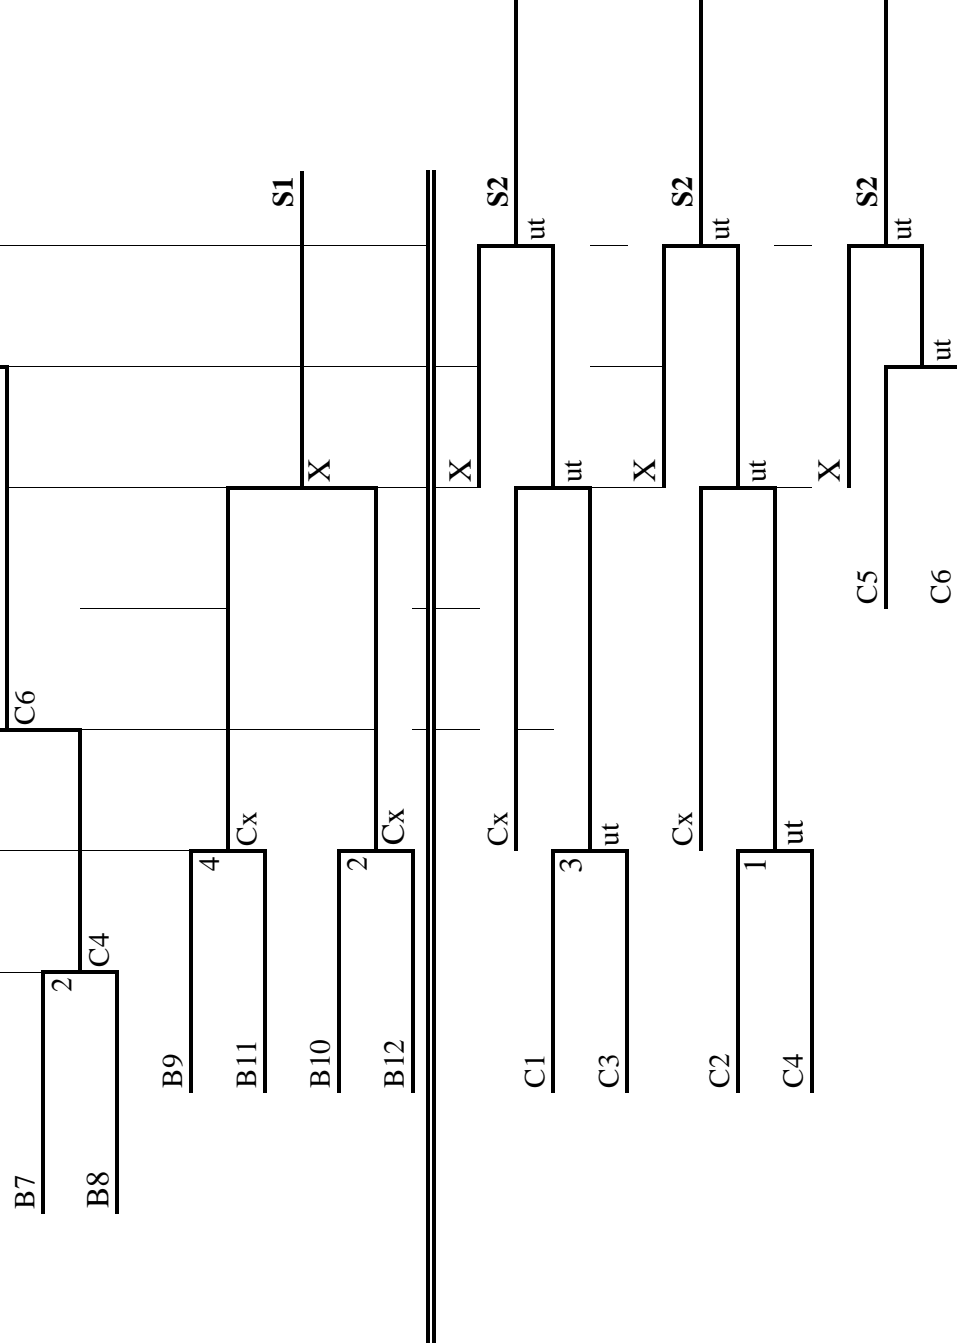 B7 C6
2
B8 C4
B9
4
B11 Cx
S1
B10 X
2
B12 Cx
X
Cx S2
C1 ut
3 ut
C3 ut
X
Cx S2
C2 ut
1 ut
C4 ut
X
C5 S2
ut
C6 ut